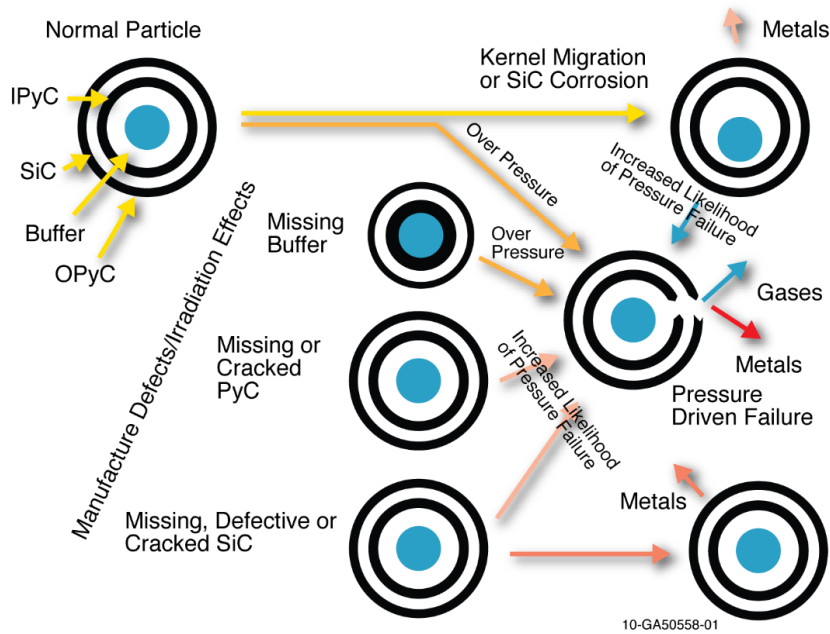 Normal Particle
IPyC
SiC
Buffer
OPyC
Kernel Migration
or SiC Corrosion
Metals
Over Pressure
Increased Likelihood
of Pressure Failure
Manufacture Defects/Irradiation Effects
Missing
Buffer
Over
Pressure
Gases
Metals
Missing or
Cracked
PyC
Increased Likelihood
of Pressure Failure
Pressure
Driven Failure
Missing, Defective or
Cracked SiC
Metals
10-GA50558-01